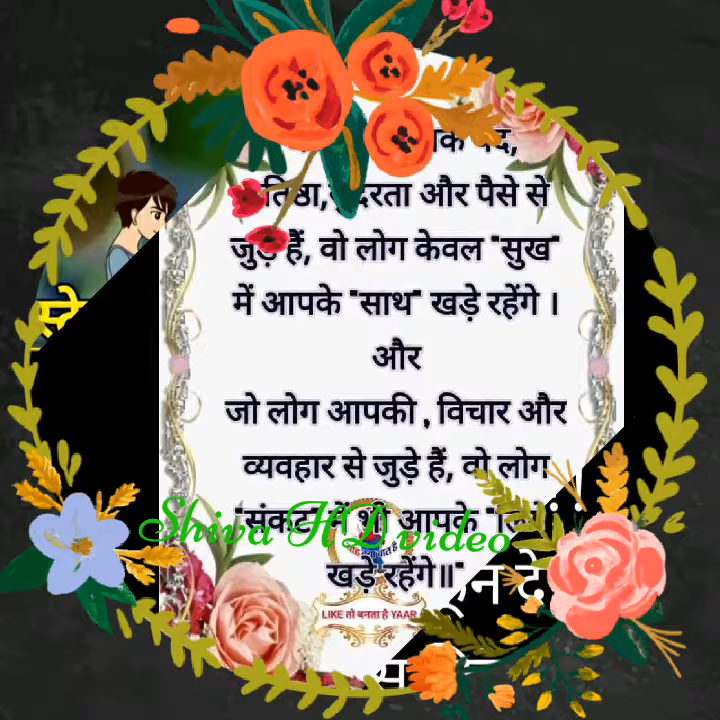 और पैसे से
जुड़े हैं, वो लोग केवल "सुख"
में आपके "साथ" खड़े रहेंगे ।
और
जो लोग आपकी , विचार और
व्यवहार से जुड़े हैं, वो लोग
"संकट" में भी आपके
खड़े रहेंगे॥"
Shiva HD video
LIKE तो बनता है YAAR